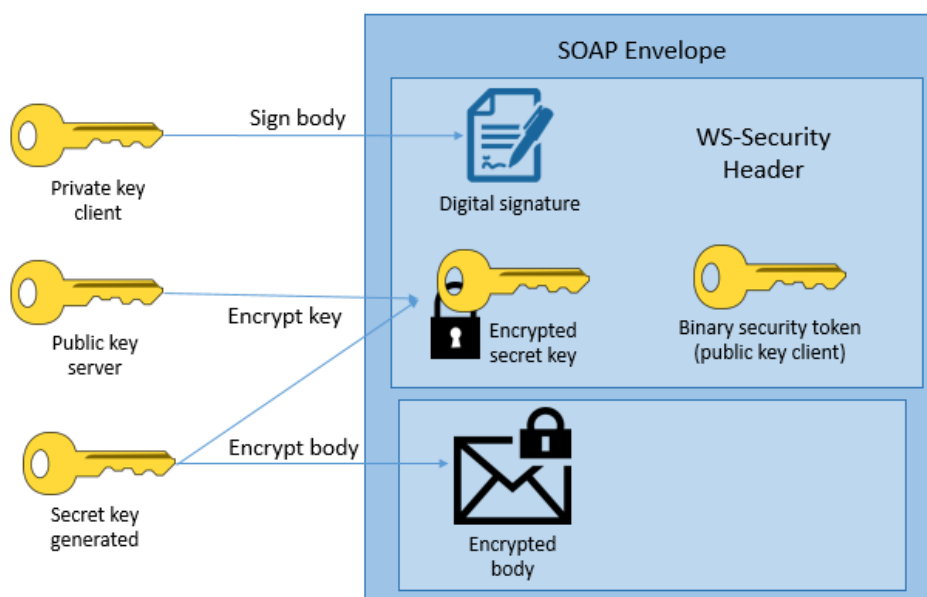 SOAP Envelope
Sign body
WS-Security
Header
Private key
client
Digital signature
Encrypt key
Public key
server
Encrypted
secret key
Binary security token
(public key client)
Encrypt body
Secret key
generated
Encrypted
body